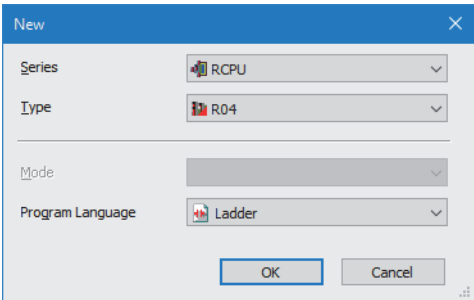 New
Series RCPU
Type R04
Mode
Program Language Ladder
OK Cancel